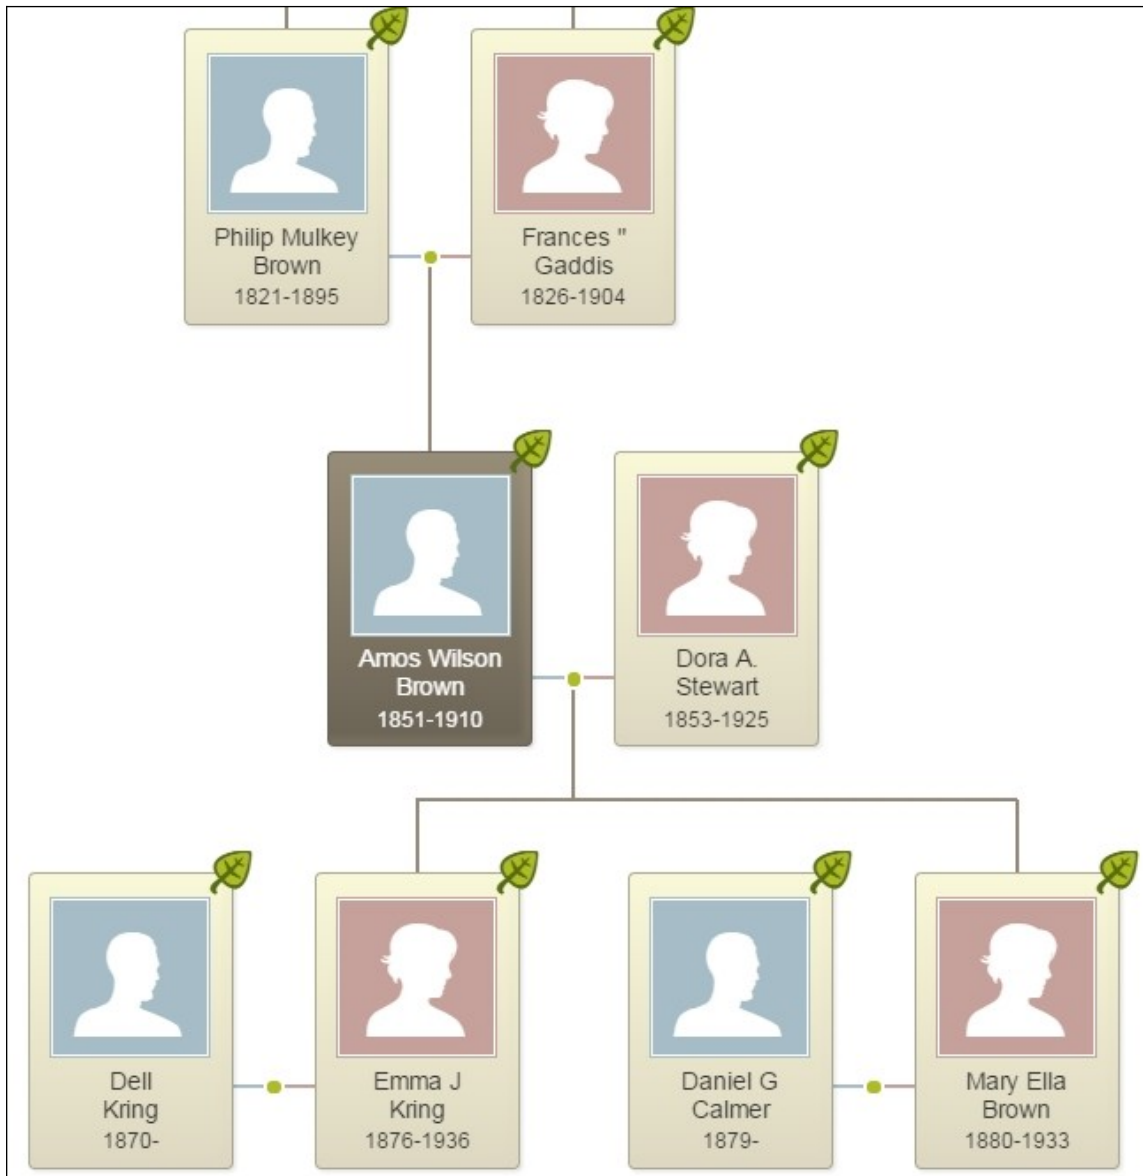 Philip Mulkey
Brown
1821-1895
Frances "
Gaddis
1826-1904
Amos Wilson
Brown
1851-1910
Dora A.
Stewart
1853-1925
Dell
Kring
1870-
Emma J
Kring
1876-1936
Daniel G
Calmer
1879-
Mary Ella
Brown
1880-1933